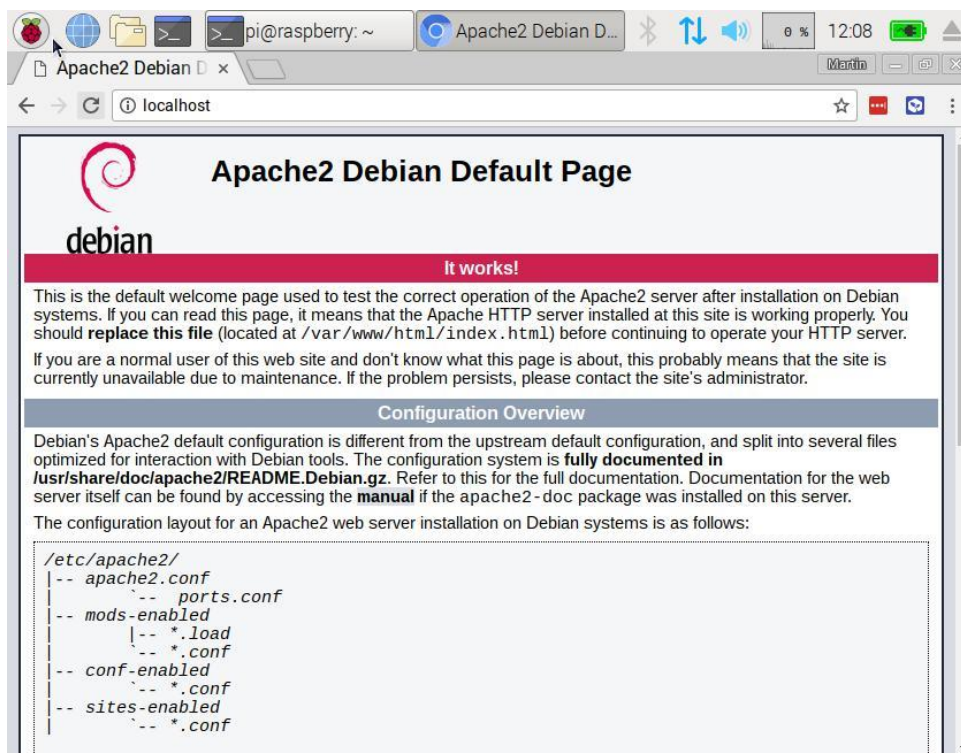 pi@raspberry: ~
Apache2 Debian D...
0 %
12:08
Apache2 Debian D
Martin
localhost
debian
Apache2 Debian Default Page
It works!
This is the default welcome page used to test the correct operation of the Apache2 server after installation on Debian
systems. If you can read this page, it means that the Apache HTTP server installed at this site is working properly. You
should replace this file (located at /var/www/html/index.html) before continuing to operate your HTTP server.
If you are a normal user of this web site and don't know what this page is about, this probably means that the site is
currently unavailable due to maintenance. If the problem persists, please contact the site's administrator.
Configuration Overview
Debian's Apache2 default configuration is different from the upstream default configuration, and split into several files
optimized for interaction with Debian tools. The configuration system is fully documented in
/usr/share/doc/apache2/README.Debian.gz. Refer to this for the full documentation. Documentation for the web
server itself can be found by accessing the manual if the apache2-doc package was installed on this server.
The configuration layout for an Apache2 web server installation on Debian systems is as follows:
/etc/apache2/
|-- apache2.conf
|       `--  ports.conf
|-- mods-enabled
|       |-- *.load
|       `-- *.conf
|-- conf-enabled
|       `-- *.conf
|-- sites-enabled
|       `-- *.conf